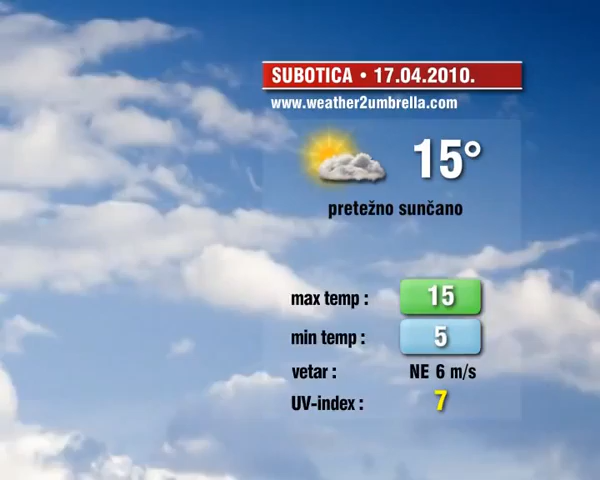 SUBOTICA • 17.04.2010.
www.weather2umbrella.com
15°
pretežno sunčano
max temp : 15
min temp : 5
vetar : NE 6 m/s
UV-index : 7